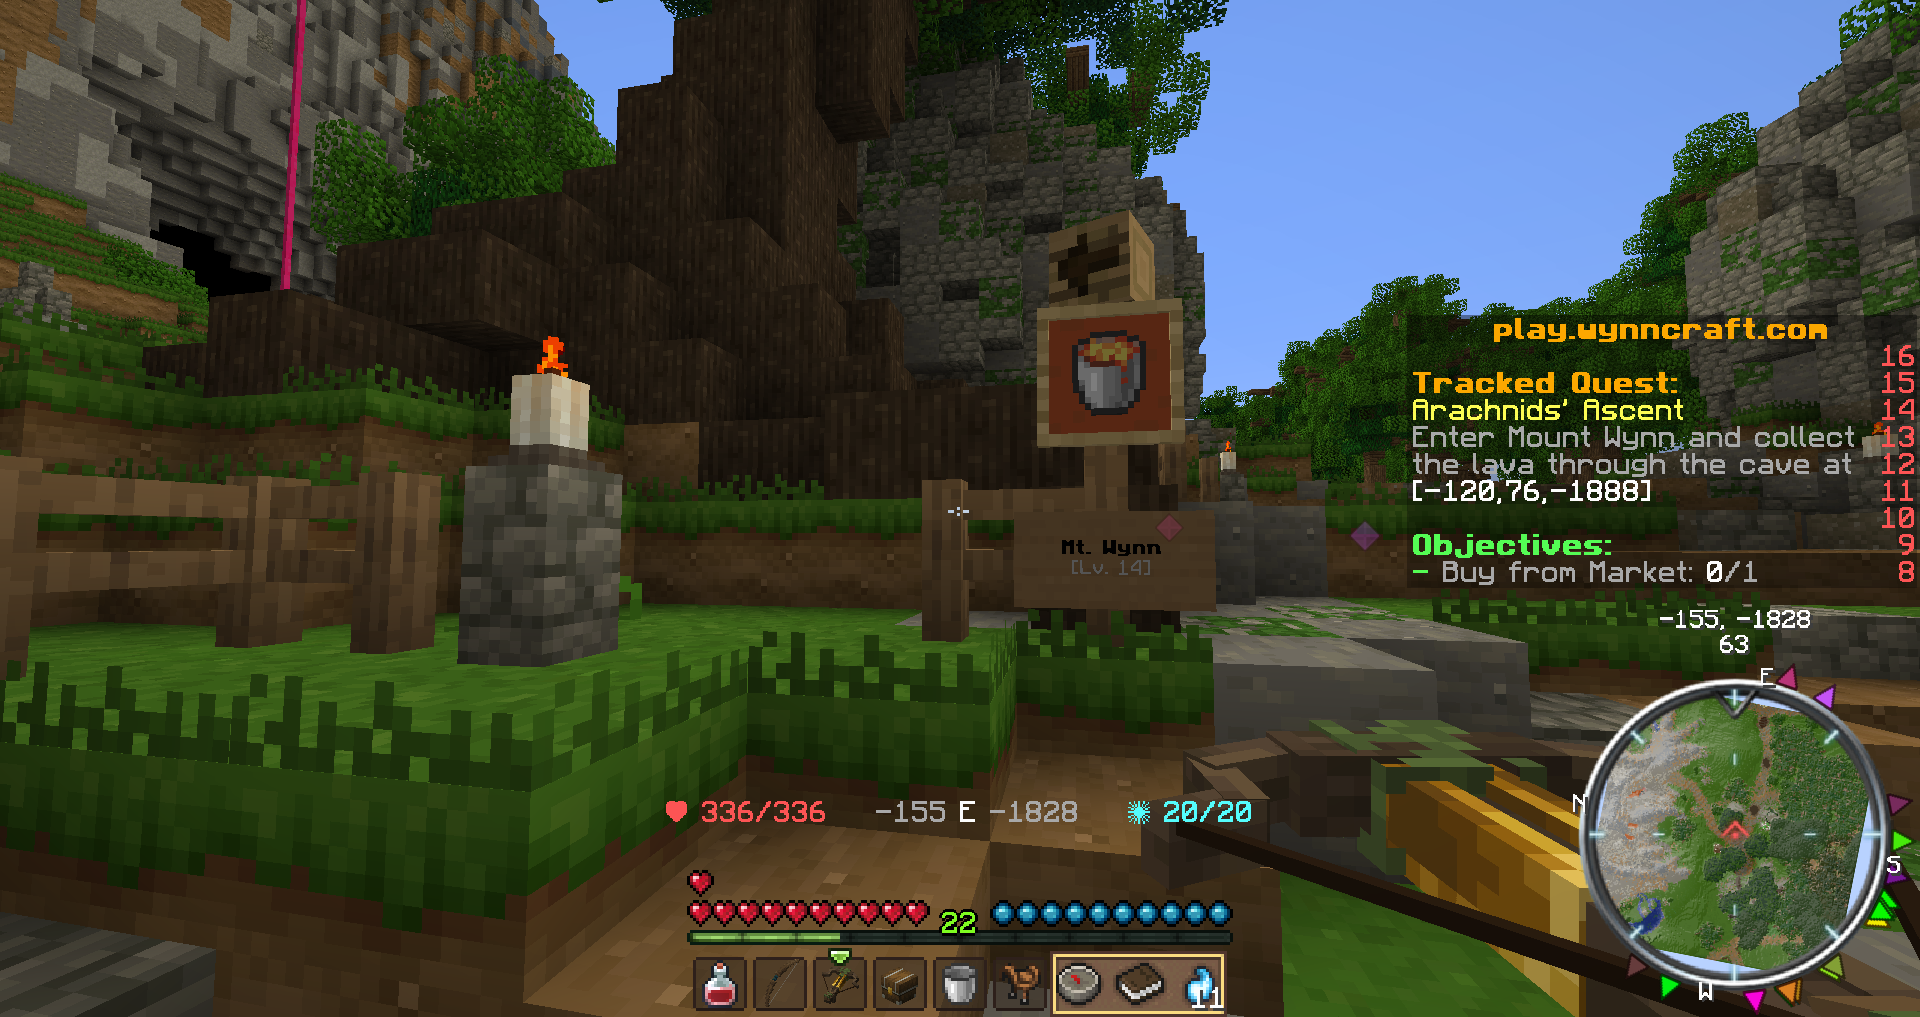 play.wynncraft.com
16
Tracked Quest: 15
Arachnids' Ascent 14
Enter Mount Wynn and collect 13
the lava through the cave at 12
[-120,76,-1888] 11
10
Objectives: 9
- Buy from Market: 0/1 8
Mt. Wynn
[Lv. 14]
-155, -1828
63
E
N
S
W
336/336 -155 E -1828 20/20
22
11